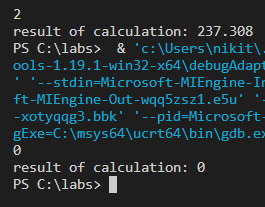 2
result of calculation: 237.308
PS C:\labs>  & 'c:\Users\nikit\.
ools-1.19.1-win32-x64\debugAdapt
' '--stdin=Microsoft-MIEngine-In
ft-MIEngine-Out-wqq5zsz1.e5u' '-
-xotyqqg3.bbk' '--pid=Microsoft-
gExe=C:\msys64\ucrt64\bin\gdb.ex
0
result of calculation: 0
PS C:\labs>